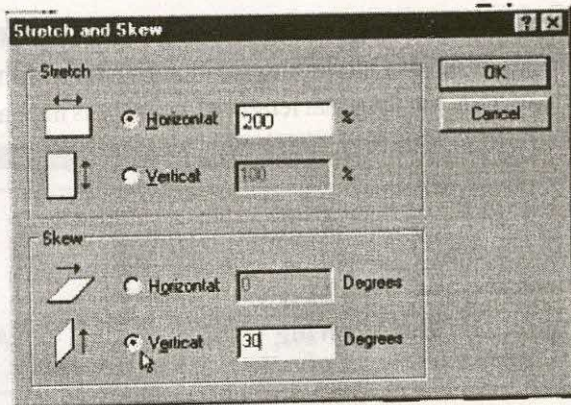 Stretch and Skew
Stretch
Horizontal: 200 %
Vertical: 100 %
OK
Cancel
Skew
Horizontal: 0 Degrees
Vertical: 30 Degrees